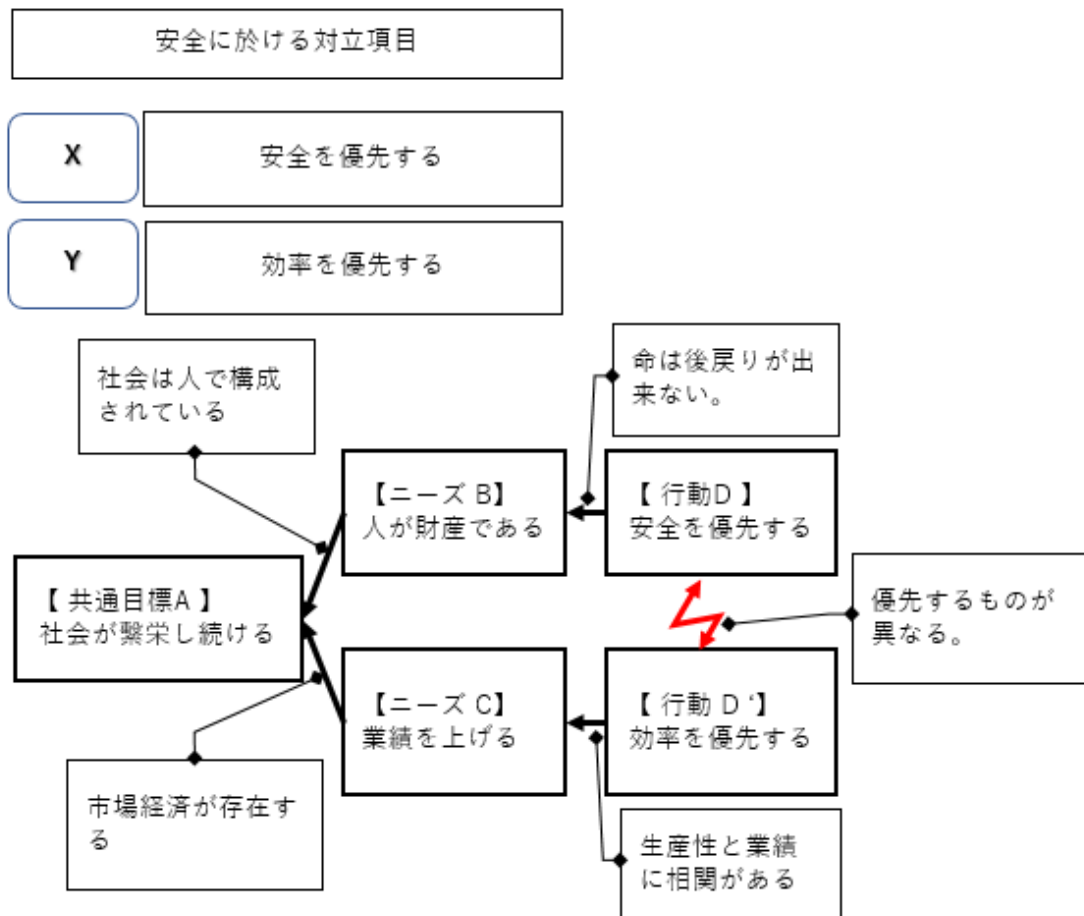 安全に於ける対立項目
X
安全を優先する
Y
効率を優先する
社会は人で構成
されている
命は後戻りが出
来ない。
【ニーズ B】
人が財産である
【 行動D 】
安全を優先する
【 共通目標A 】
社会が繫栄し続ける
優先するものが
異なる。
【ニーズ C】
業績を上げる
【 行動 D ‘】
効率を優先する
市場経済が存在す
る
生産性と業績
に相関がある